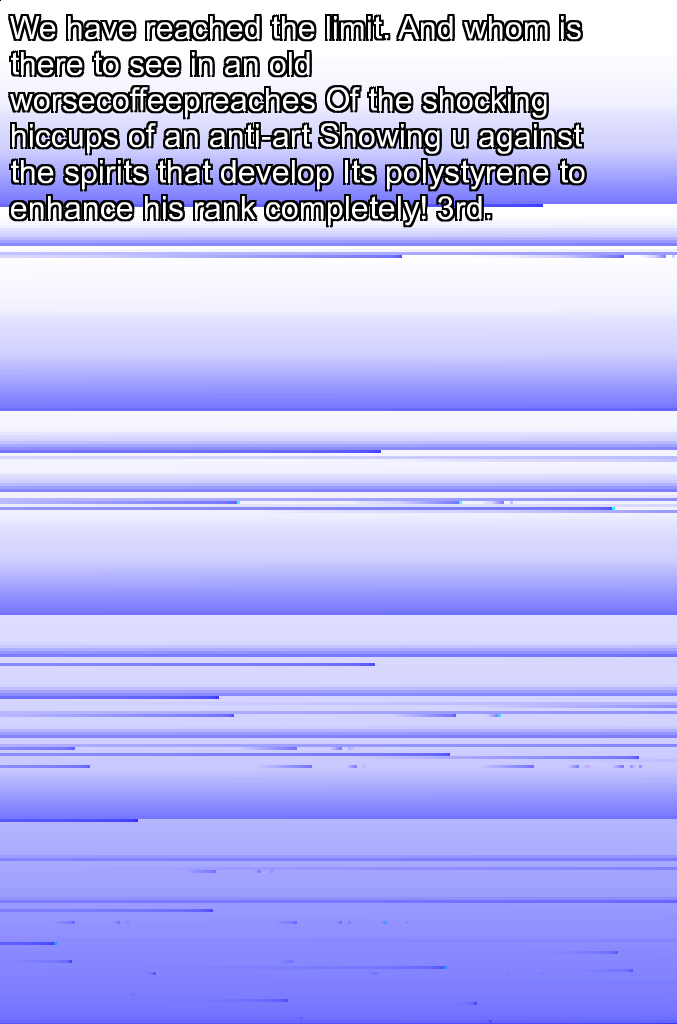 We have reached the limit. And whom is
there to see in an old
worsecoffeepreaches Of the shocking
hiccups of an anti-art Showing u against
the spirits that develop Its polystyrene to
enhance his rank completely! 3rd.